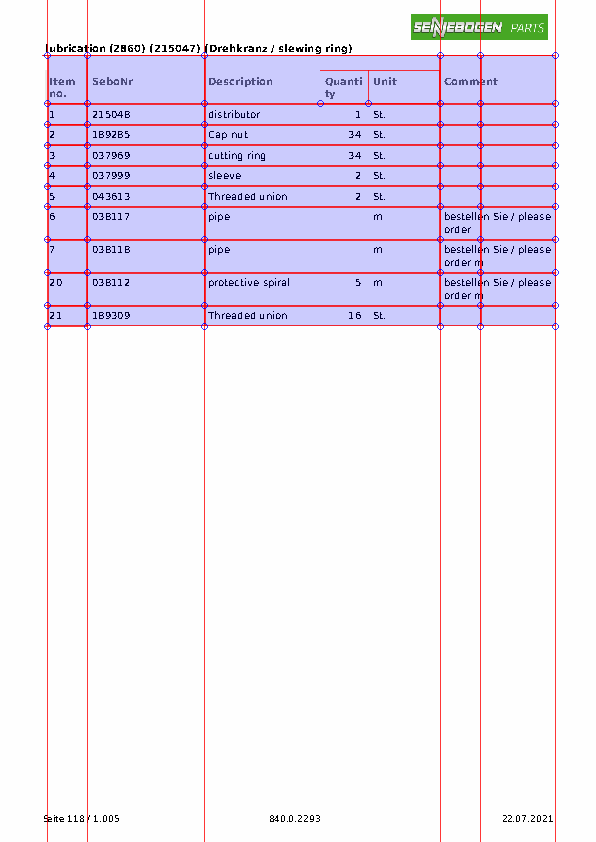 SENNEBOGEN PARTS
lubrication (2860) (215047) (Drehkranz / slewing ring)
Item no. SeboNr Description Quantity Unit Comment
1 215048 distributor 1 St.
2 189285 Cap nut 34 St.
3 037969 cutting ring 34 St.
4 037999 sleeve 2 St.
5 043613 Threaded union 2 St.
6 038117 pipe m bestellen Sie / please
order
7 038118 pipe m bestellen Sie / please
order m
20 038112 protective spiral 5 m bestellen Sie / please
order m
21 189309 Threaded union 16 St.
Seite 118 / 1.005 840.0.2293 22.07.2021